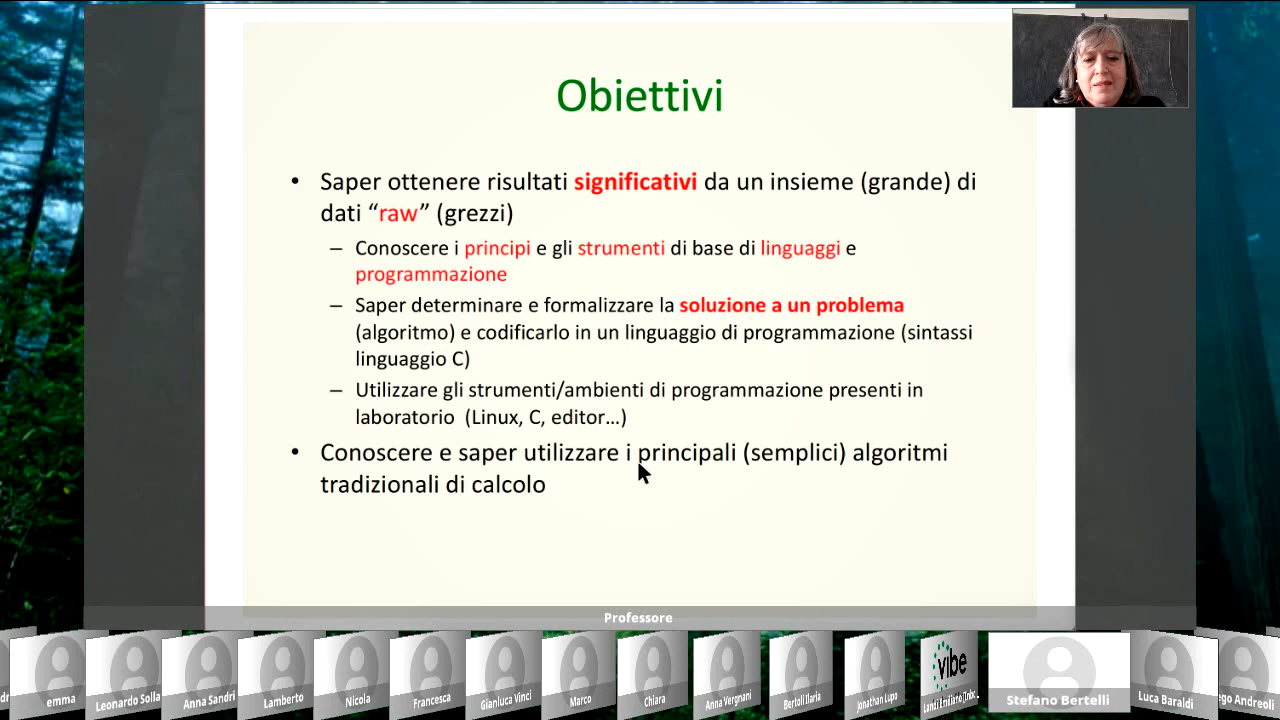 Obiettivi
• Saper ottenere risultati significativi da un insieme (grande) di
dati “raw” (grezzi)
– Conoscere i principi e gli strumenti di base di linguaggi e
programmazione
– Saper determinare e formalizzare la soluzione a un problema
(algoritmo) e codificarlo in un linguaggio di programmazione (sintassi
linguaggio C)
– Utilizzare gli strumenti/ambienti di programmazione presenti in
laboratorio (Linux, C, editor…)
• Conoscere e saper utilizzare i principali (semplici) algoritmi
tradizionali di calcolo
Professore
emma
Leonardo Solla
Anna Sandri
Lamberto
Nicola
Francesca
Gianluca Vinci
Marco
Chiara
Anna Vergnani
Bertoli Ilaria
Jonathan Lupo
vibe
Stefano Bertelli
Luca Baraldi
Andreoli